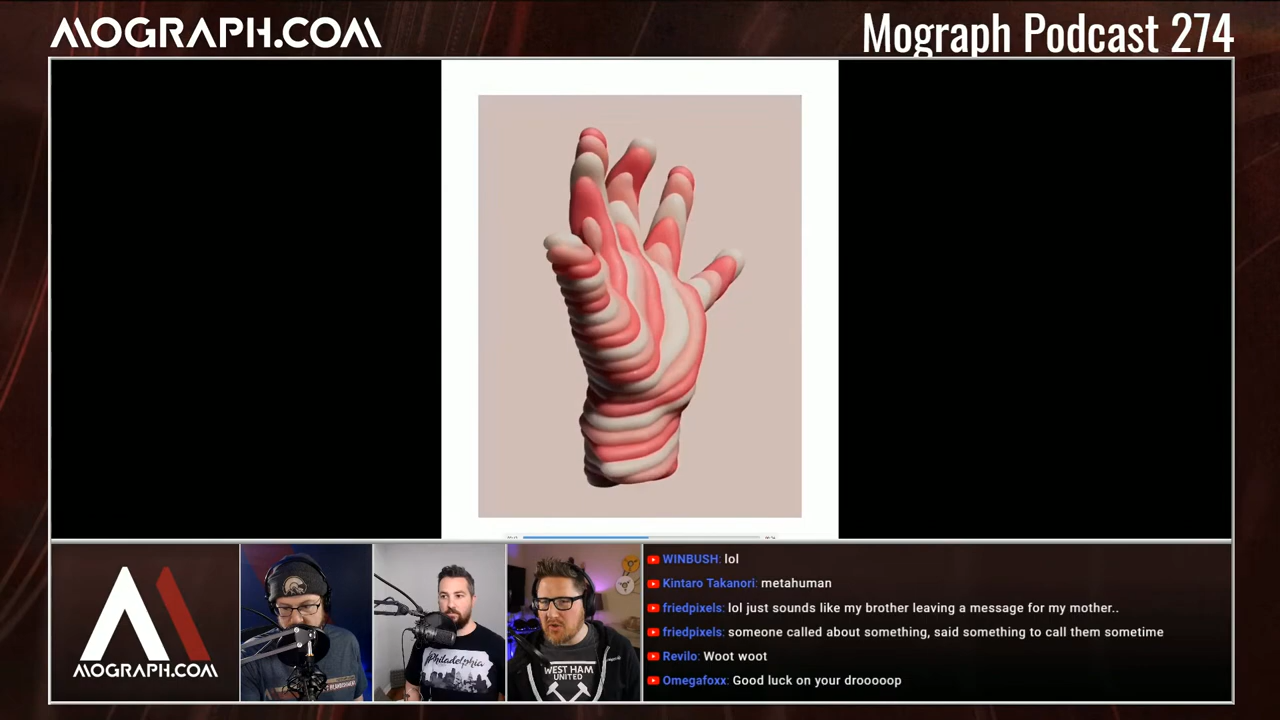 MOGRAPH.COM
Mograph Podcast 274
MOGRAPH.COM
Philadelphia
WEST HAM
UNITED
WINBUSH: lol
Kintaro Takanori: metahuman
friedpixels: lol just sounds like my brother leaving a message for my mother..
friedpixels: someone called about something, said something to call them sometime
Revilo: Woot woot
Omegafoxx: Good luck on your drooooop